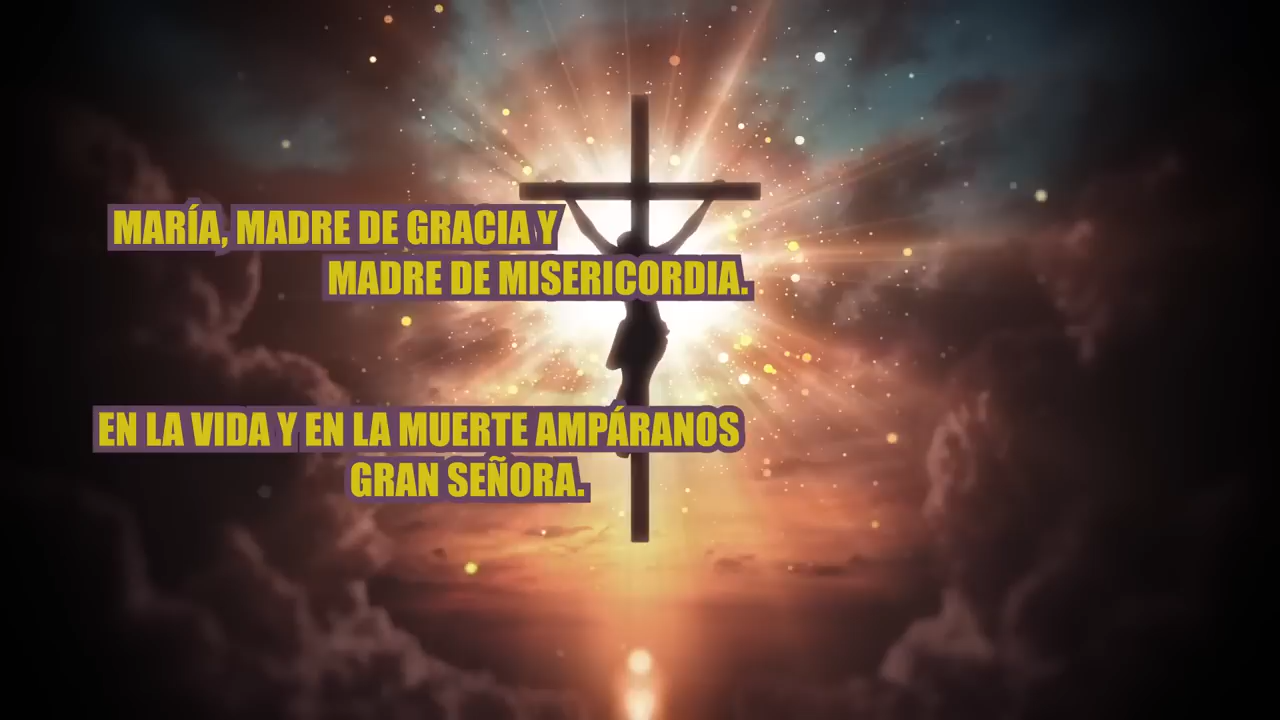 MARÍA, MADRE DE GRACIA Y
MADRE DE MISERICORDIA.
EN LA VIDA Y EN LA MUERTE AMPÁRANOS
GRAN SEÑORA.